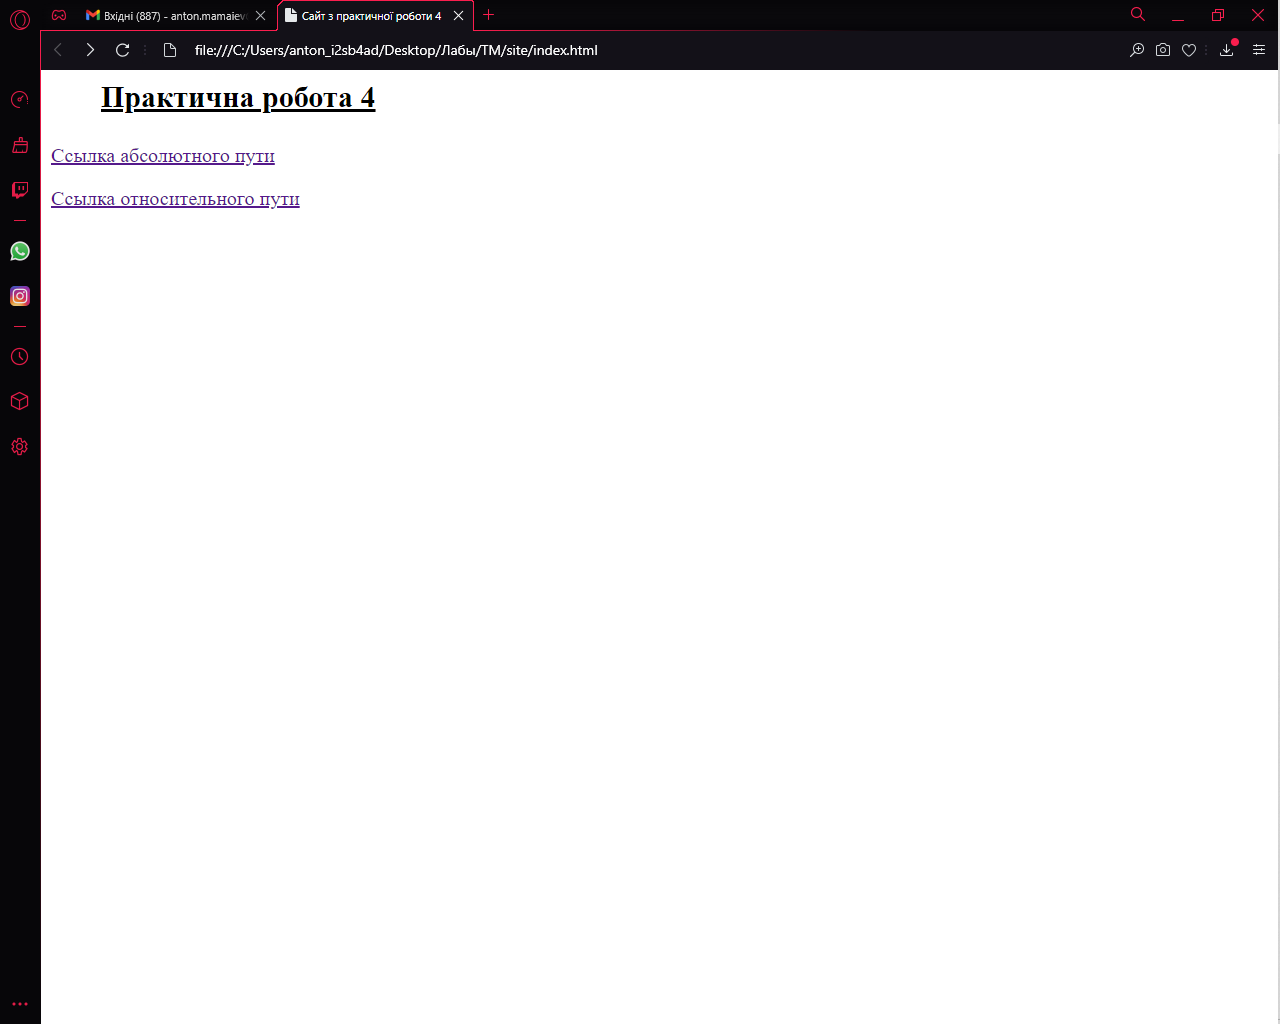 Вхідні (887) - anton.mamaiev
Сайт з практичної роботи 4
file:///C:/Users/anton_i2sb4ad/Desktop/Лабы/ТМ/site/index.html
Практична робота 4
Ссылка абсолютного пути
Ссылка относительного пути